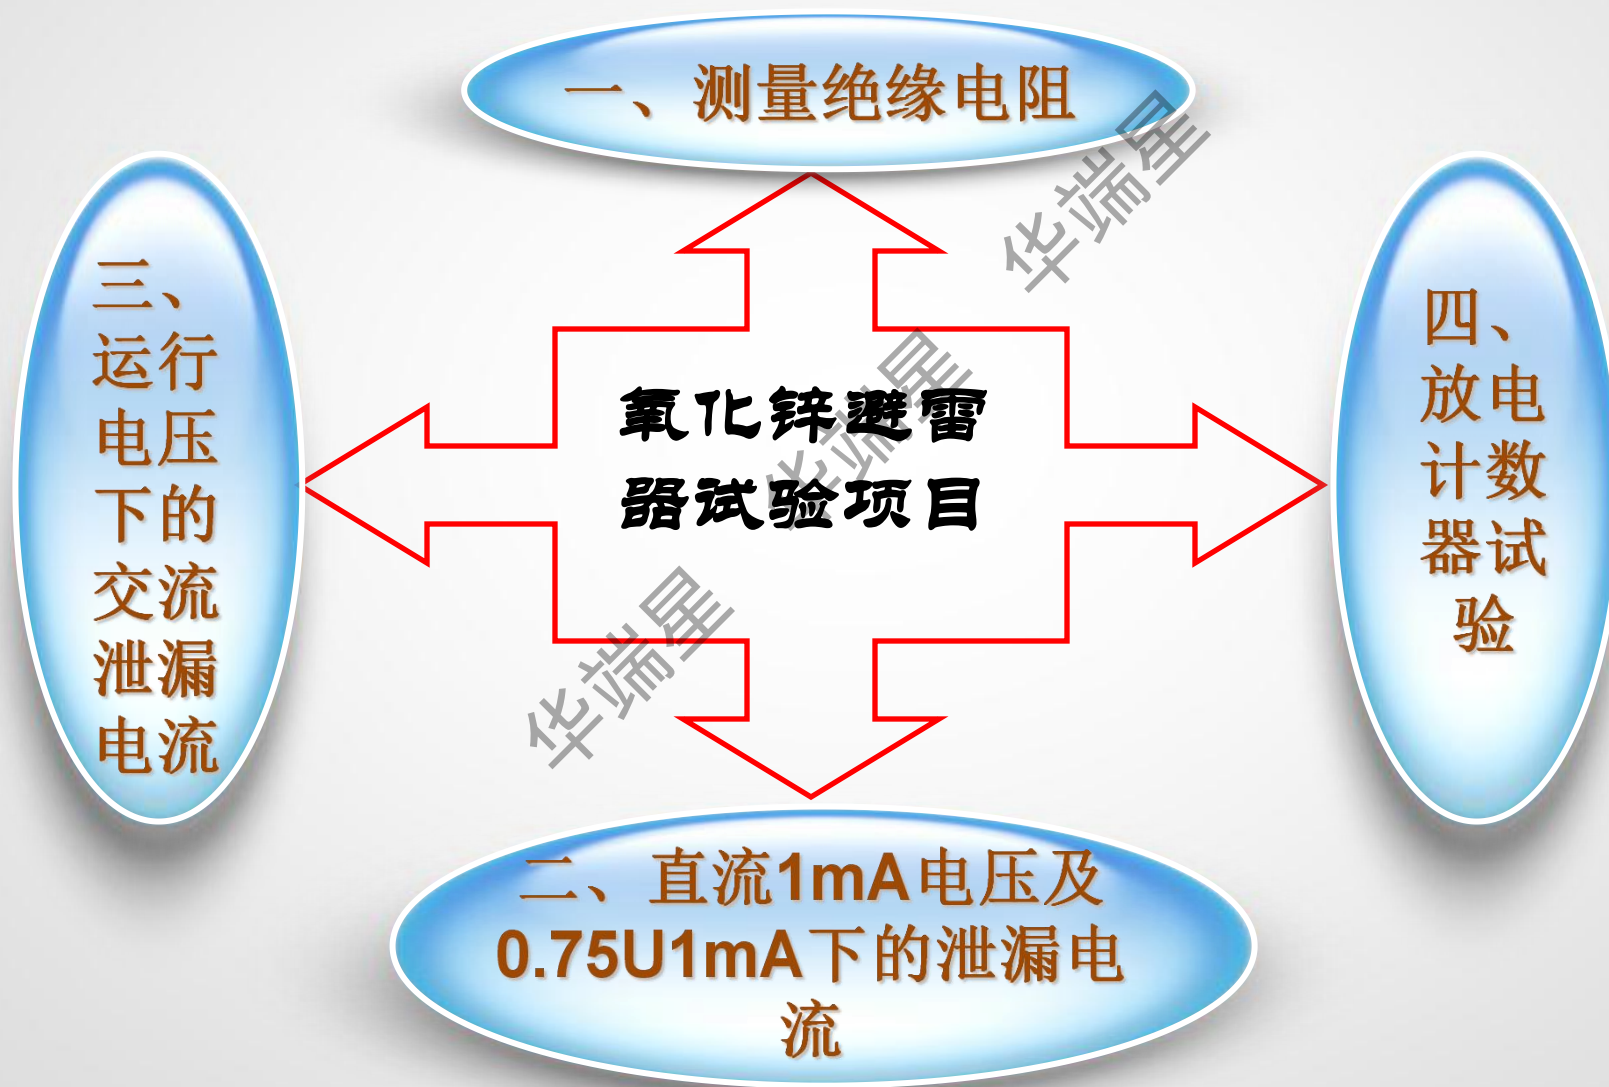 一、测量绝缘电阻
三、
运行
电压
下的
交流
泄漏
电流
氧化锌避雷
器试验项目
四、
放电
计数
器试
验
二、直流1mA电压及
0.75U1mA下的泄漏电
流
华端星
华端星
华端星